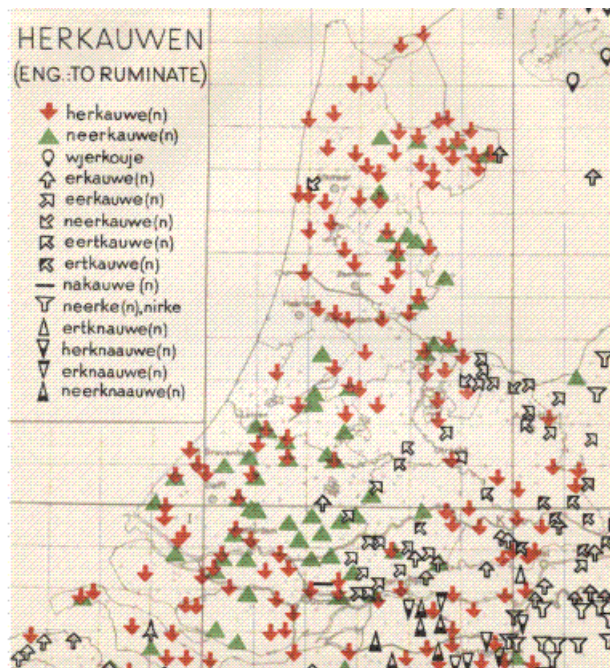 HERKAUWEN
(ENG.:TO RUMINATE)
herkauwe(n)
neerkauwe(n)
wjerkouje
erkauwe(n)
eerkauwe(n)
neerkauwe(n)
eertkauwe(n)
ertkauwe(n)
nakauwe(n)
neerke(n),nirke
ertknauwe(n)
herknaauwe(n)
erknaauwe(n)
neerknaauwe(n)
E
I
K